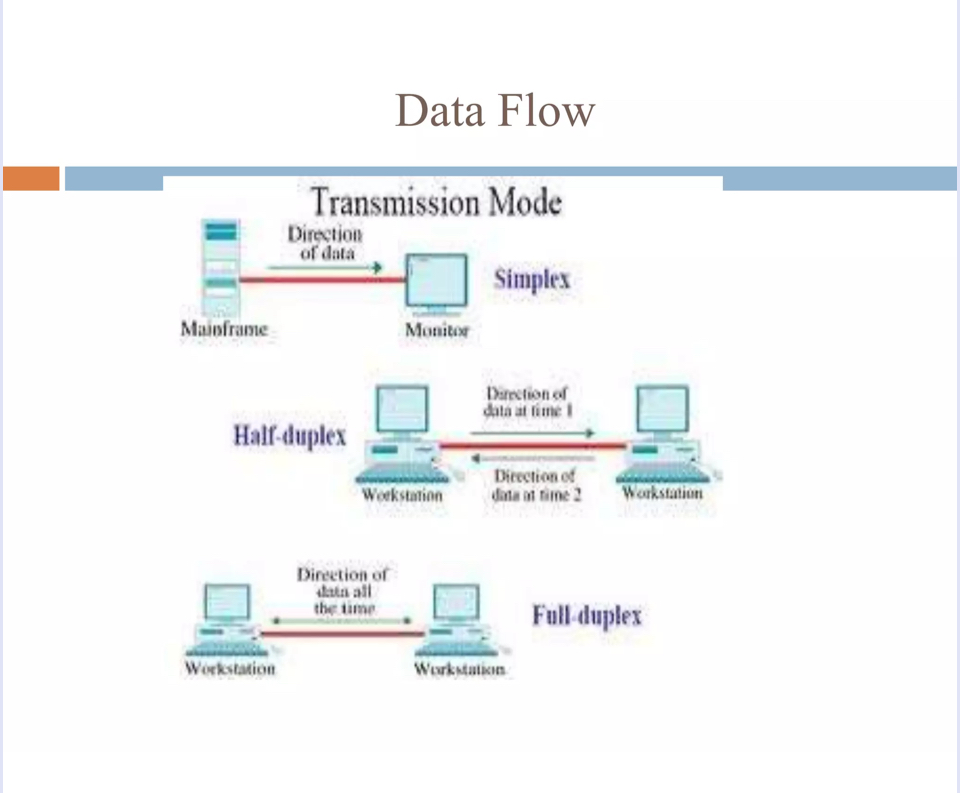 Data Flow
Transmission Mode
Direction
of data
Simplex
Mainframe
Monitor
Direction of
data at time 1
Half-duplex
Direction of
data at time 2
Workstation
Workstation
Direction of
data all
the time
Full-duplex
Workstation
Workstation